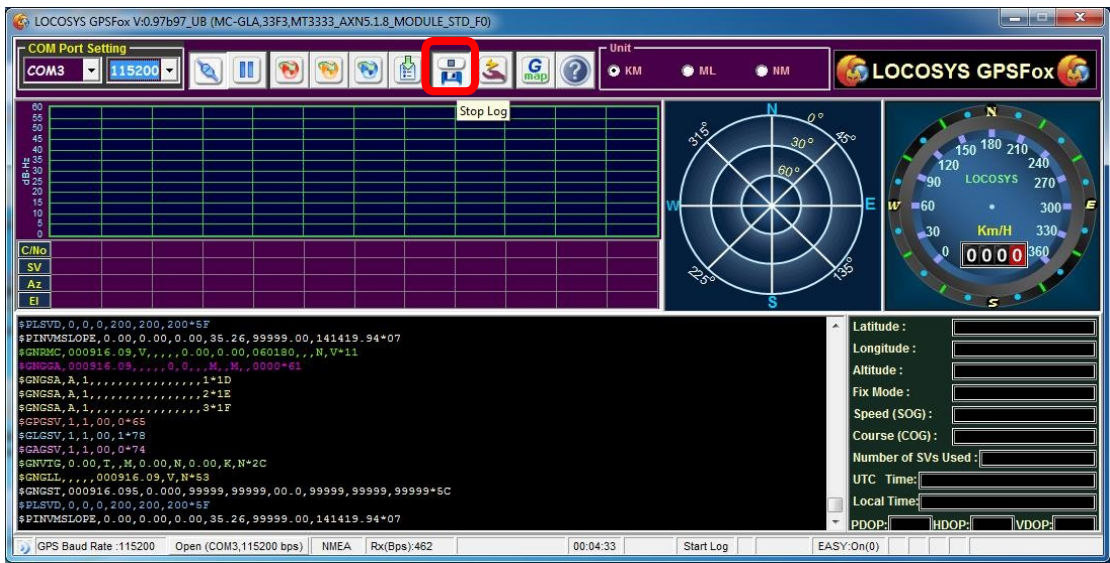 LOCOSYS GPSFox V:0.97b97_UB (MC-GLA,33F3,MT3333_AXN5.1.8_MODULE_STD_F0)
COM Port Setting
COM3 115200
G map
Unit
KM ML NM
LOCOSYS GPSFox
Stop Log
60
55
50
45
40
35
30
25
20
15
10
5
0
dB-Hz
C/No
SV
Az
El
N
0°
45°
30°
60°
315°
W
E
225°
135°
S
N
W
E
S
0
30
60
90
120
150
180
210
240
270
300
330
360
LOCOSYS
Km/H
0000
$PLSVD,0,0,0,200,200,200*5F
$PINVMSLOPE,0.00,0.00,0.00,35.26,99999.00,141419.94*07
$GNRMC,000916.09,V,,,,,0.00,0.00,060180,,,N,V*11
$GNGGA,000916.09,,,,,0,0,,,M,,M,,0000*61
$GNGSA,A,1,,,,,,,,,,,,,,,,1*1D
$GNGSA,A,1,,,,,,,,,,,,,,,,2*1E
$GNGSA,A,1,,,,,,,,,,,,,,,,3*1F
$GPGSV,1,1,00,0*65
$GLGSV,1,1,00,1*78
$GAGSV,1,1,00,0*74
$GNVTG,0.00,T,,M,0.00,N,0.00,K,N*2C
$GNGLL,,,,,000916.09,V,N*53
$GNGST,000916.095,0.000,99999,99999,00.0,99999,99999,99999*5C
$PLSVD,0,0,0,200,200,200*5F
$PINVMSLOPE,0.00,0.00,0.00,35.26,99999.00,141419.94*07
Latitude :
Longitude :
Altitude :
Fix Mode :
Speed (SOG) :
Course (COG) :
Number of SVs Used :
UTC Time:
Local Time:
PDOP: HDOP: VDOP:
GPS Baud Rate :115200 Open (COM3,115200 bps) NMEA Rx(Bps):462 00:04:33 Start Log EASY:On(0)